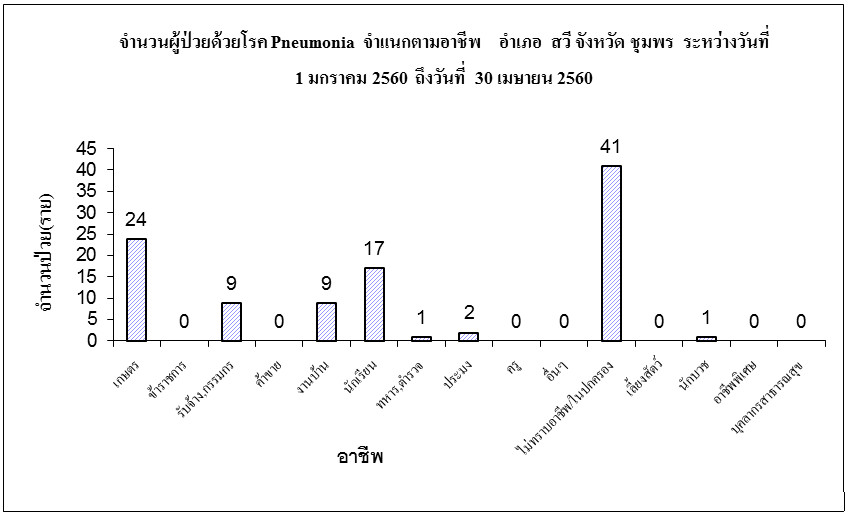 จำนวนผู้ป่วยด้วยโรค Pneumonia จำแนกตามอาชีพ อำเภอ สวี จังหวัด ชุมพร ระหว่างวันที่
1 มกราคม 2560 ถึงวันที่ 30 เมษายน 2560
จำนวนป่วย(ราย)
45
40
35
30
25
20
15
10
5
0
24
0
9
0
9
17
1
2
0
0
41
0
1
0
0
เกษตร
ข้าราชการ
รับจ้าง,กรรมกร
ค้าขาย
งานบ้าน
นักเรียน
ทหาร,ตำรวจ
ประมง
ครู
อื่นๆ
ไม่ทราบอาชีพ/ในปกครอง
เลี้ยงสัตว์
นักบวช
อาชีพพิเศษ
บุคลากรสาธารณสุข
อาชีพ